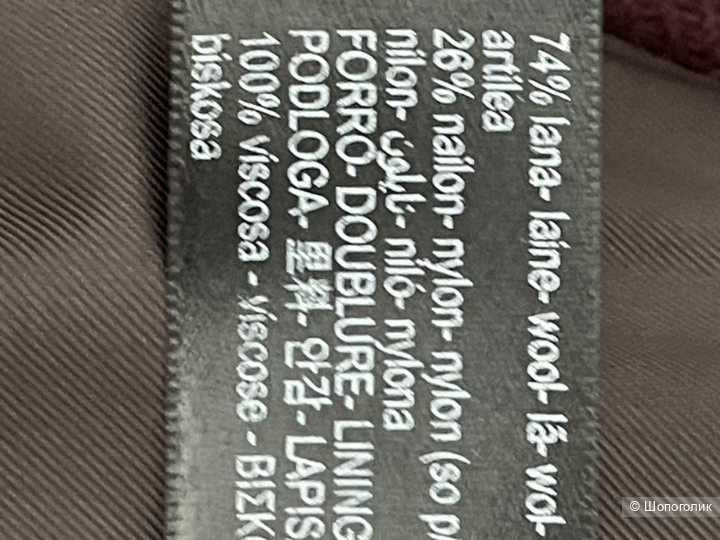 74% lana- laine- wool- lã- wol-
artilea
26% nailon- nylon- nylon (so
nilon- نايلون- niló- nylona
FORRO- DOUBLURE- LINING
PODLOGA- 里料- 안감- LAPIS
100% viscosa - viscose -
biskosa
© Шопоголик